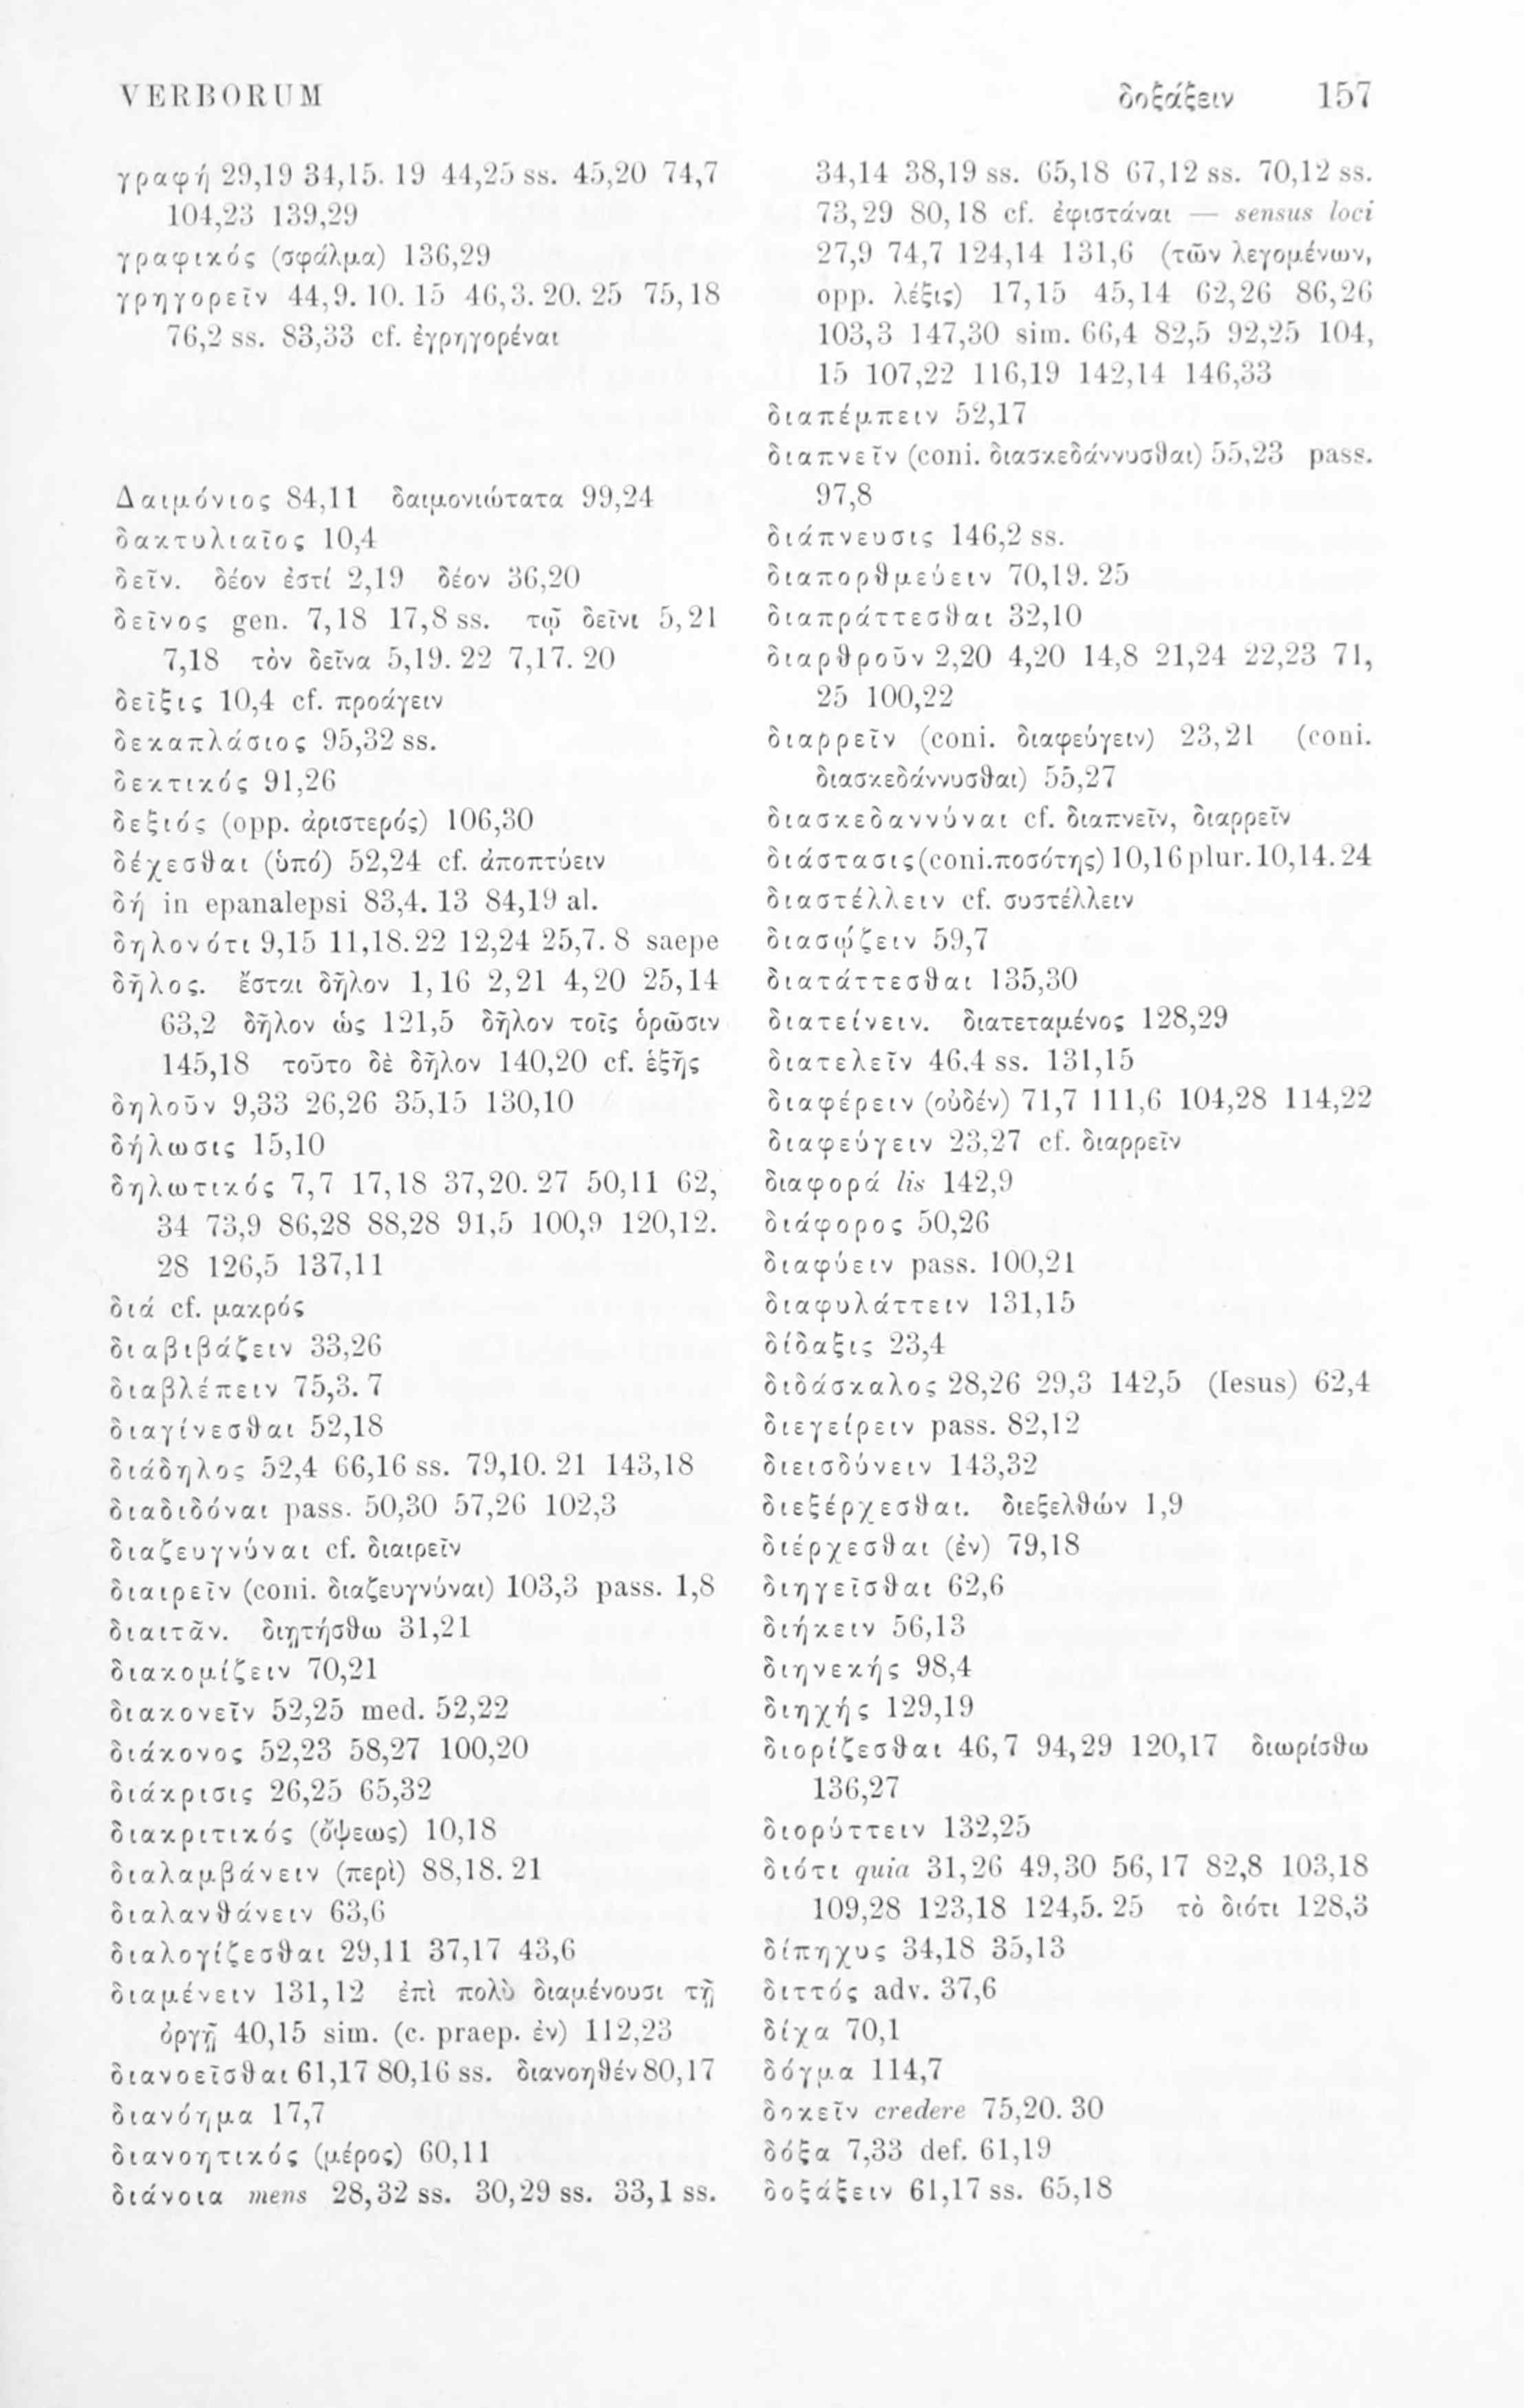 VERBORUM δοξάξειν 157
γραφή 29,19 34,15. 19 44,25 ss. 45,20 74,7
104,23 139,29
γραφικός (σφάλμα) 136,29
γρηγορεῖν 44,9. 10. 15 46,3. 20. 25 75,18
76,2 ss. 83,33 cf. ἐγρηγορέναι
Δαιμόνιος 84,11 δαιμονιώτατα 99,24
δακτυλιαῖος 10,4
δεῖν. δέον ἐστί 2,19 δέον 36,20
δεῖνος gen. 7,18 17,8 ss. τῷ δεῖνι 5,21
7,18 τὸν δεῖνα 5,19. 22 7,17. 20
δεῖξις 10,4 cf. προάγειν
δεκαπλάσιος 95,32 ss.
δεκτικός 91,26
δεξιός (opp. ἀριστερός) 106,30
δέχεσθαι (ὑπό) 52,24 cf. ἀποπτύειν
δή in epanalepsi 83,4. 13 84,19 al.
δηλονότι 9,15 11,18. 22 12,24 25,7. 8 saepe
δῆλος. ἔσται δῆλον 1,16 2,21 4,20 25,14
63,2 δῆλον ὡς 121,5 δῆλον τοῖς ὁρῶσιν
145,18 τοῦτο δὲ δῆλον 140,20 cf. ἑξῆς
δηλοῦν 9,33 26,26 35,15 130,10
δήλωσις 15,10
δηλωτικός 7,7 17,18 37,20. 27 50,11 62,
34 73,9 86,28 88,28 91,5 100,9 120,12.
28 126,5 137,11
διά cf. μακρός
διαβιβάζειν 33,26
διαβλέπειν 75,3. 7
διαγίνεσθαι 52,18
διάδηλος 52,4 66,16 ss. 79,10. 21 143,18
διαδιδόναι pass. 50,30 57,26 102,3
διαζευγνύναι cf. διαιρεῖν
διαιρεῖν (coni. διαζευγνύναι) 103,3 pass. 1,8
διαιτᾶν. διῃτήσθω 31,21
διακομίζειν 70,21
διακονεῖν 52,25 med. 52,22
διάκονος 52,23 58,27 100,20
διάκρισις 26,25 65,32
διακριτικός (ὄψεως) 10,18
διαλαμβάνειν (περὶ) 88,18. 21
διαλανθάνειν 63,6
διαλογίζεσθαι 29,11 37,17 43,6
διαμένειν 131,12 ἐπὶ πολὺ διαμένουσι τῇ
ὀργῇ 40,15 sim. (c. praep. ἐν) 112,23
διανοεῖσθαι 61,17 80,16 ss. διανοηθέν 80,17
διανόημα 17,7
διανοητικός (μέρος) 60,11
διάνοια mens 28,32 ss. 30,29 ss. 33,1 ss.
34,14 38,19 ss. 65,18 67,12 ss. 70,12 ss.
73,29 80,18 cf. ἐφιστάναι — sensus loci
27,9 74,7 124,14 131,6 (τῶν λεγομένων,
opp. λέξις) 17,15 45,14 62,26 86,26
103,3 147,30 sim. 66,4 82,5 92,25 104,
15 107,22 116,19 142,14 146,33
διαπέμπειν 52,17
διαπνεῖν (coni. διασκεδάννυσθαι) 55,23 pass.
97,8
διάπνευσις 146,2 ss.
διαπορθμεύειν 70,19. 25
διαπράττεσθαι 32,10
διαρθροῦν 2,20 4,20 14,8 21,24 22,23 71,
25 100,22
διαρρεῖν (coni. διαφεύγειν) 23,21 (coni.
διασκεδάννυσθαι) 55,27
διασκεδαννύναι cf. διαπνεῖν, διαρρεῖν
διάστασις (coni. ποσότης) 10,16 plur. 10,14. 24
διαστέλλειν cf. συστέλλειν
διασῴζειν 59,7
διατάττεσθαι 135,30
διατείνειν. διατεταμένος 128,29
διατελεῖν 46,4 ss. 131,15
διαφέρειν (οὐδέν) 71,7 111,6 104,28 114,22
διαφεύγειν 23,27 cf. διαρρεῖν
διαφορά lis 142,9
διάφορος 50,26
διαφύειν pass. 100,21
διαφυλάττειν 131,15
δίδαξις 23,4
διδάσκαλος 28,26 29,3 142,5 (Iesus) 62,4
διεγείρειν pass. 82,12
διεισδύνειν 143,32
διεξέρχεσθαι. διεξελθών 1,9
διέρχεσθαι (ἐν) 79,18
διηγεῖσθαι 62,6
διήκειν 56,13
διηνεκής 98,4
διηχής 129,19
διορίζεσθαι 46,7 94,29 120,17 διωρίσθω
136,27
διορύττειν 132,25
διότι quia 31,26 49,30 56,17 82,8 103,18
109,28 123,18 124,5. 25 τὸ διότι 128,3
δίπηχυς 34,18 35,13
διττός adv. 37,6
δίχα 70,1
δόγμα 114,7
δοκεῖν credere 75,20. 30
δόξα 7,33 def. 61,19
δοξάξειν 61,17 ss. 65,18